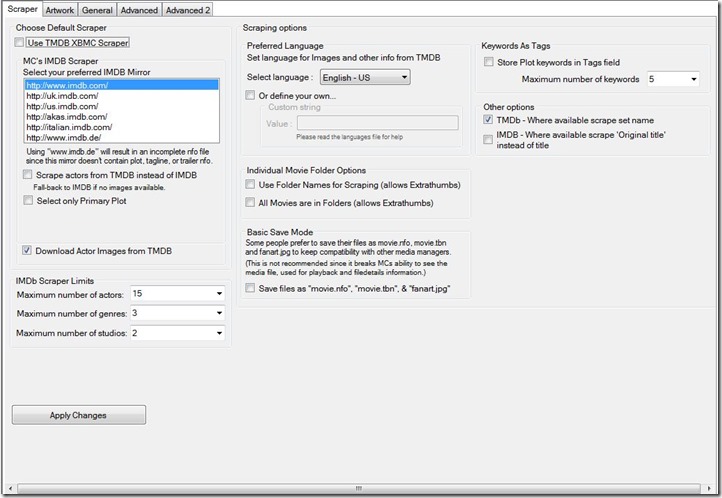 Scraper Artwork General Advanced Advanced 2
Choose Default Scraper
Use TMDB XBMC Scraper
MC's IMDB Scraper
Select your preferred IMDB Mirror
http://www.imdb.com/
http://uk.imdb.com/
http://us.imdb.com/
http://akas.imdb.com/
http://italian.imdb.com/
http://www.imdb.de/
Using "www.imdb.de" will result in an incomplete nfo file
since this mirror doesn't contain plot, tagline, or trailer nfo.
Scrape actors from TMDB instead of IMDB
Fall-back to IMDB if no images available.
Select only Primary Plot
Download Actor Images from TMDB
IMDb Scraper Limits
Maximum number of actors: 15
Maximum number of genres: 3
Maximum number of studios: 2
Apply Changes
Scraping options
Preferred Language
Set language for Images and other info from TMDB
Select language : English - US
Or define your own...
Custom string
Value :
Please read the languages file for help
Individual Movie Folder Options
Use Folder Names for Scraping (allows Extrathumbs)
All Movies are in Folders (allows Extrathumbs)
Basic Save Mode
Some people prefer to save their files as movie.nfo, movie.tbn
and fanart.jpg to keep compatibility with other media managers.
(This is not recommended since it breaks MCs ability to see the
media file, used for playback and filedetails information.)
Save files as "movie.nfo", "movie.tbn", & "fanart.jpg"
Keywords As Tags
Store Plot keywords in Tags field
Maximum number of keywords 5
Other options
TMDb - Where available scrape set name
IMDB - Where available scrape 'Original title'
instead of title